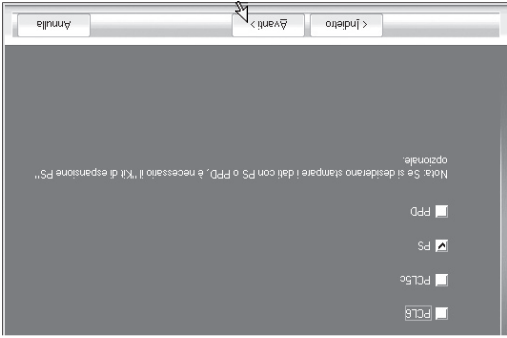 PCL6
PCL5c
PS
PPD
Nota: Se si desiderano stampare i dati con PS o PPD, è necessario il "Kit di espansione PS"
opzionale.
< Indietro
Avanti >
Annulla